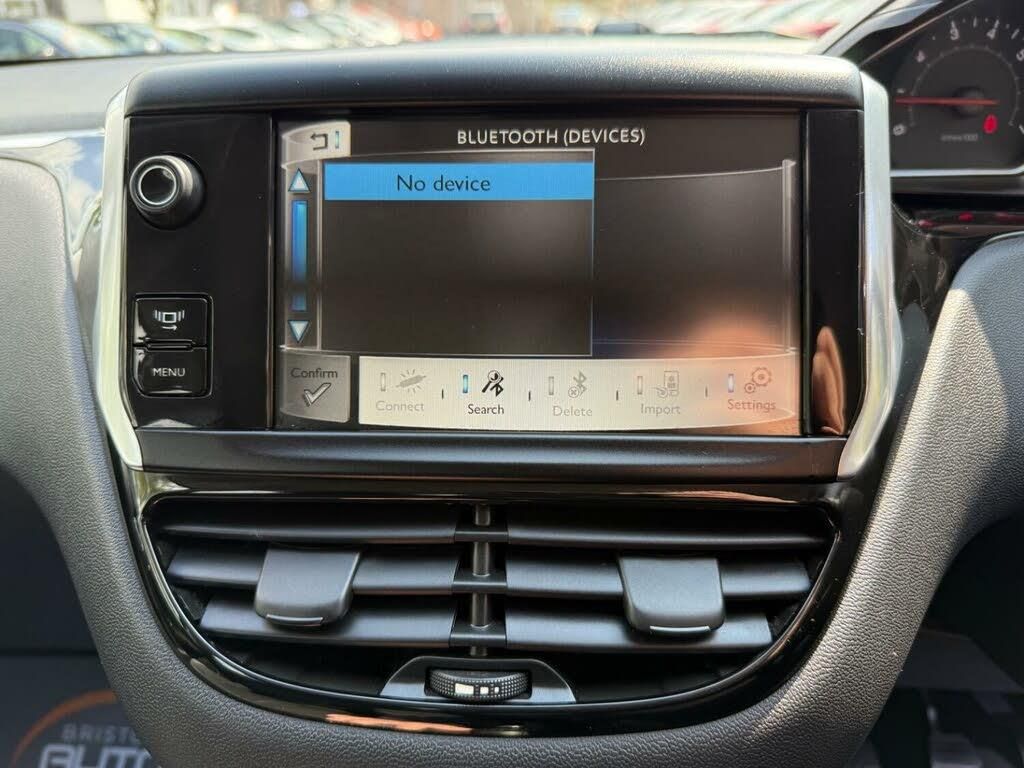 BLUETOOTH (DEVICES)
No device
MENU
Confirm
Connect
Search
Delete
Import
Settings